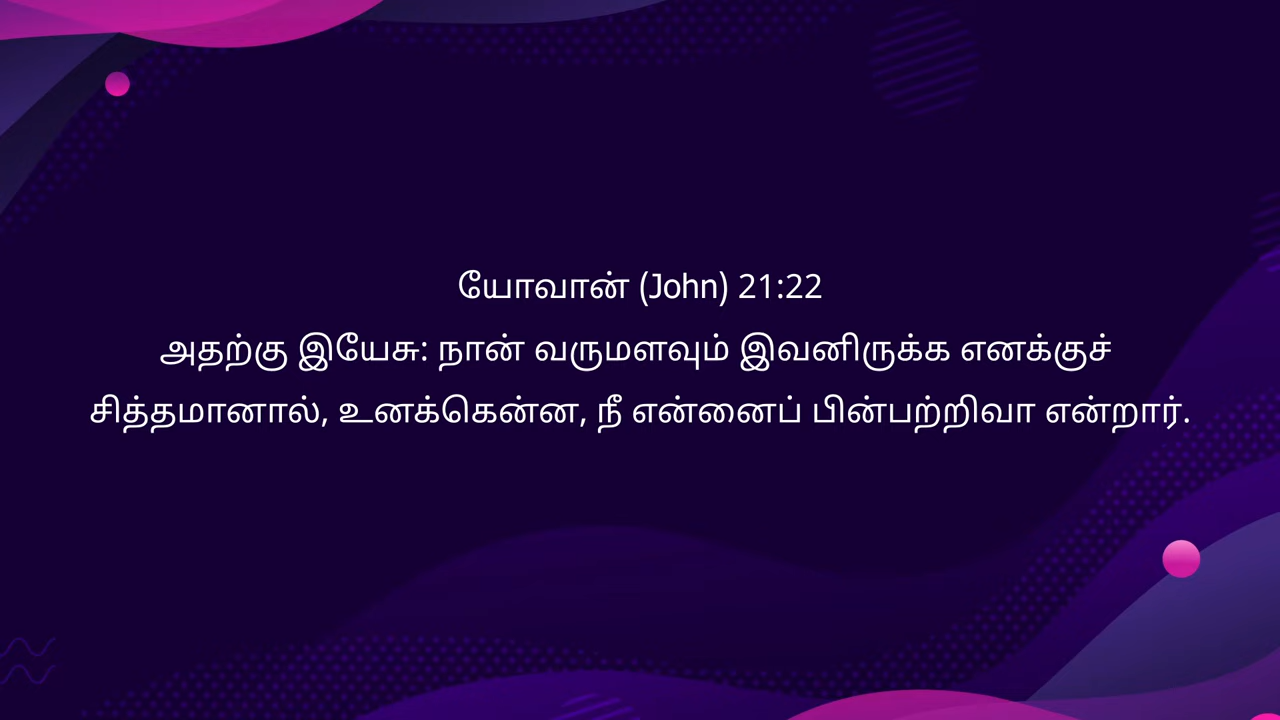 யோவான் (John) 21:22
அதற்கு இயேசு: நான் வருமளவும் இவனிருக்க எனக்குச்
சித்தமானால், உனக்கென்ன, நீ என்னைப் பின்பற்றிவா என்றார்.